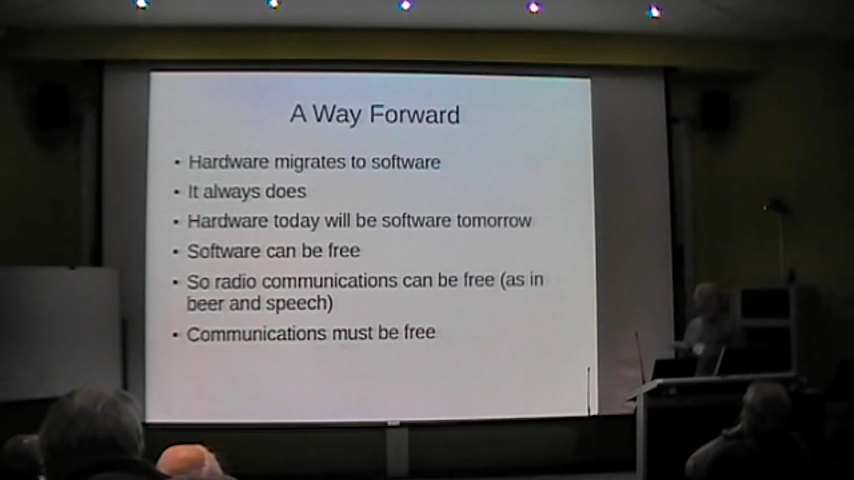 A Way Forward
• Hardware migrates to software
• It always does
• Hardware today will be software tomorrow
• Software can be free
• So radio communications can be free (as in
beer and speech)
• Communications must be free